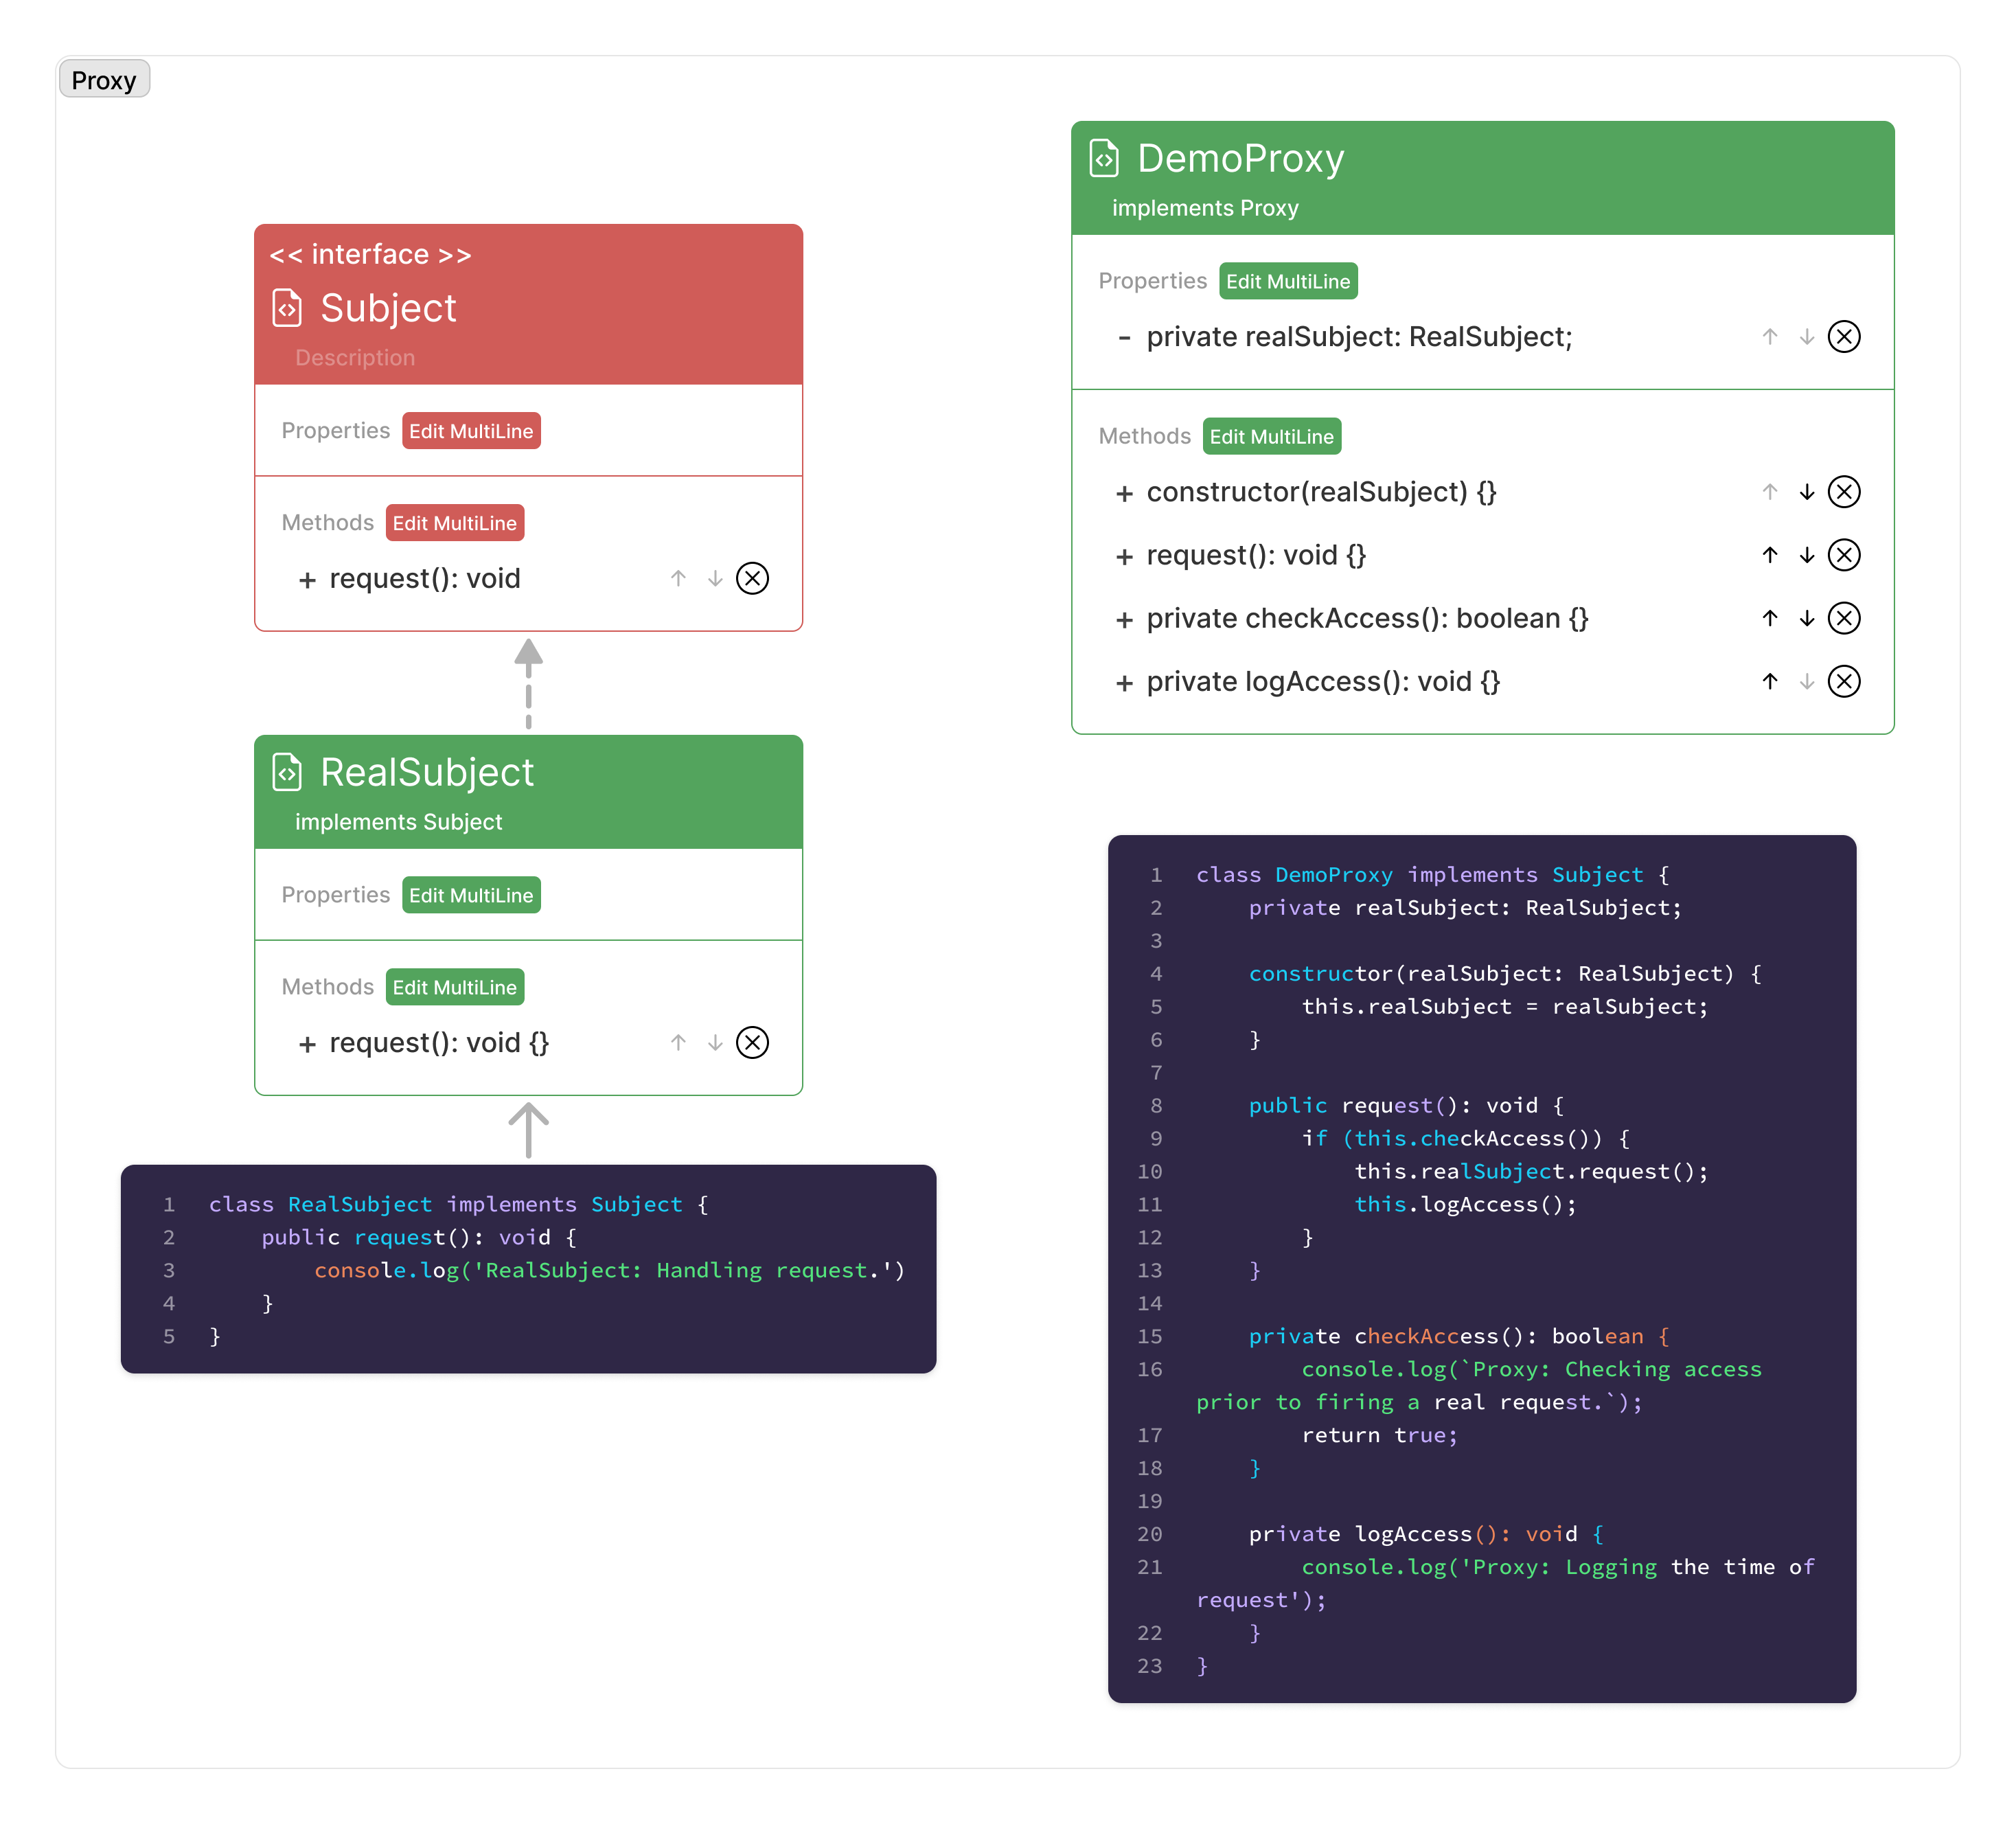 Proxy
<< interface >>
Subject
Description
Properties Edit MultiLine
Methods Edit MultiLine
+ request(): void
RealSubject
implements Subject
Properties Edit MultiLine
Methods Edit MultiLine
+ request(): void {}
1 class RealSubject implements Subject {
2     public request(): void {
3         console.log('RealSubject: Handling request.')
4     }
5 }
DemoProxy
implements Proxy
Properties Edit MultiLine
- private realSubject: RealSubject;
Methods Edit MultiLine
+ constructor(realSubject) {}
+ request(): void {}
+ private checkAccess(): boolean {}
+ private logAccess(): void {}
1 class DemoProxy implements Subject {
2     private realSubject: RealSubject;
3
4     constructor(realSubject: RealSubject) {
5         this.realSubject = realSubject;
6     }
7
8     public request(): void {
9         if (this.checkAccess()) {
10             this.realSubject.request();
11             this.logAccess();
12         }
13     }
14
15     private checkAccess(): boolean {
16         console.log(`Proxy: Checking access
prior to firing a real request.`);
17         return true;
18     }
19
20     private logAccess(): void {
21         console.log('Proxy: Logging the time of
request');
22     }
23 }